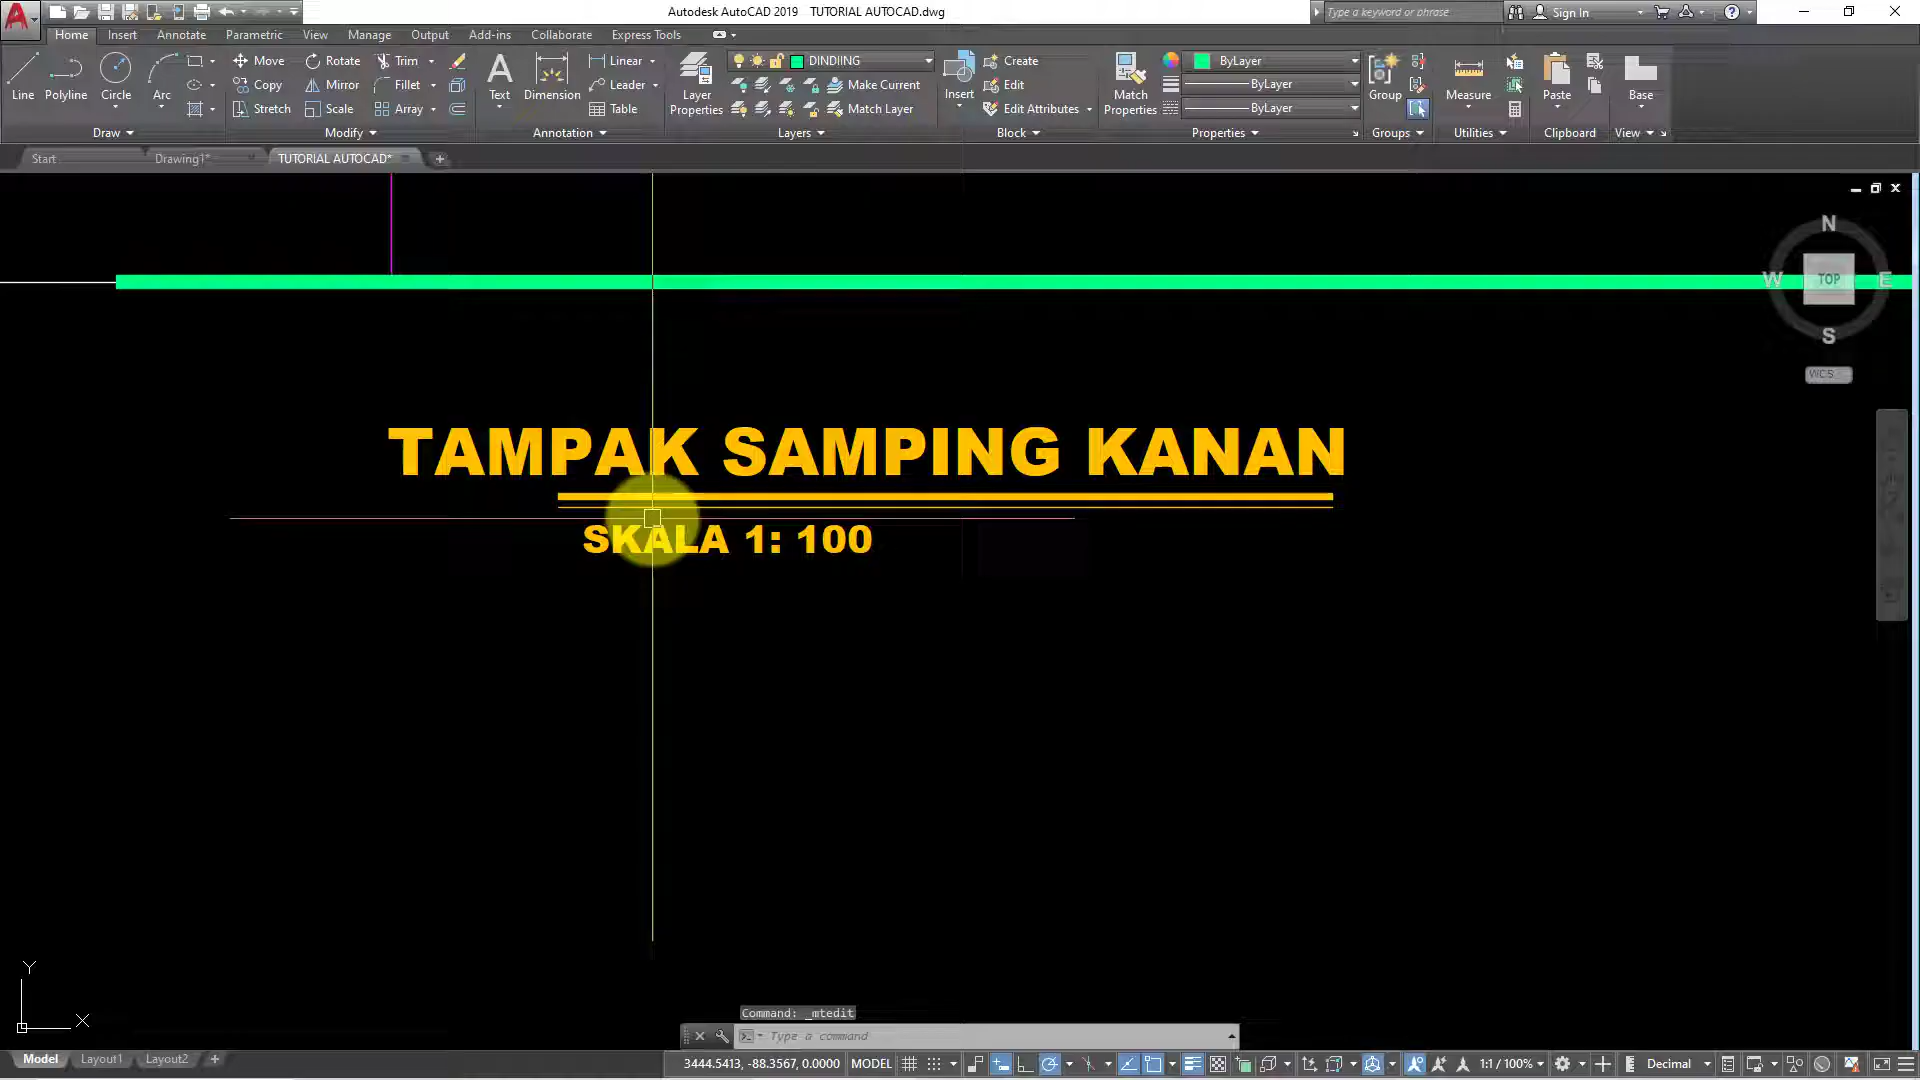 Autodesk AutoCAD 2019 TUTORIAL AUTOCAD.dwg
Type a keyword or phrase
Sign In
Home Insert Annotate Parametric View Manage Output Add-ins Collaborate Express Tools
Line Polyline Circle Arc
Move Rotate Trim
Copy Mirror Fillet
Stretch Scale Array
Text Dimension
Linear
Leader
Table
Layer Properties
DINDIING
Make Current
Match Layer
Insert
Create
Edit
Edit Attributes
Match Properties
ByLayer
ByLayer
ByLayer
Group Measure Paste Base
Draw Modify Annotation Layers Block Properties Groups Utilities Clipboard View
Start Drawing1* TUTORIAL AUTOCAD*
N
W TOP E
S
WCS
TAMPAK SAMPING KANAN
SKALA 1: 100
Y
X
Command: _mtedit
Type a command
Model Layout1 Layout2
3444.5413, -88.3567, 0.0000 MODEL 1:1 / 100% Decimal